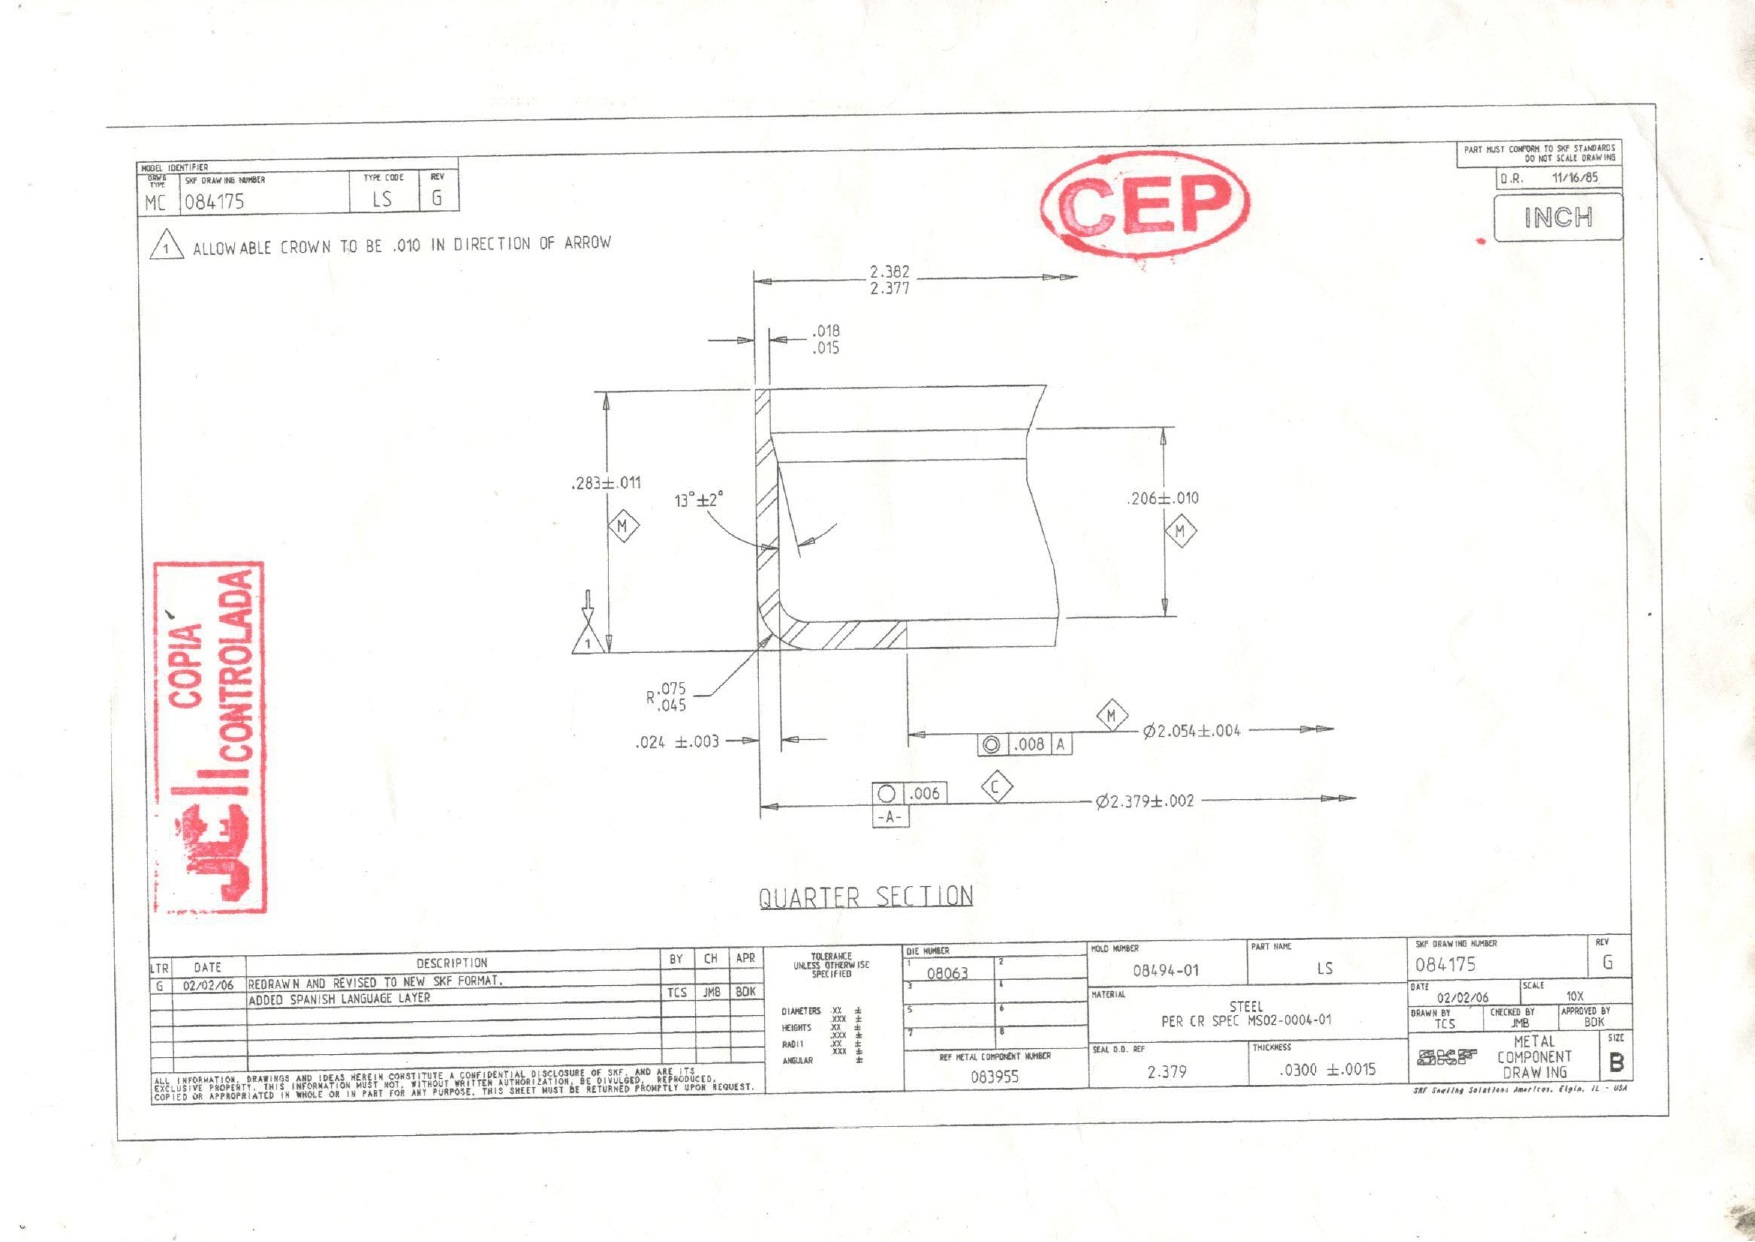 MODEL IDENTIFIER
DRWG TYPE
SKF DRAWING NUMBER
TYPE CODE
REV
MC
084175
LS
G
1 ALLOWABLE CROWN TO BE .010 IN DIRECTION OF ARROW
CEP
PART MUST CONFORM TO SKF STANDARDS
DO NOT SCALE DRAWING
O.R. 11/16/85
INCH
2.382
2.377
.018
.015
.283±.011
M
13°±2°
.206±.010
M
1
R.075
.045
.024 ±.003
M
Ø2.054±.004
.008 A
C
.006
-A-
Ø2.379±.002
COPIA
CONTROLADA
QUARTER SECTION
LTR DATE DESCRIPTION BY CH APR
G 02/02/06 REDRAWN AND REVISED TO NEW SKF FORMAT.
ADDED SPANISH LANGUAGE LAYER TCS JMB BDK
ALL INFORMATION, DRAWINGS AND IDEAS HEREIN CONSTITUTE A CONFIDENTIAL DISCLOSURE OF SKF, AND ARE ITS
EXCLUSIVE PROPERTY. THIS INFORMATION MUST NOT, WITHOUT WRITTEN AUTHORIZATION, BE DIVULGED, REPRODUCED,
COPIED OR APPROPRIATED IN WHOLE OR IN PART FOR ANY PURPOSE. THIS SHEET MUST BE RETURNED PROMPTLY UPON REQUEST.
TOLERANCE
UNLESS OTHERWISE
SPECIFIED
DIAMETERS .XX ±
.XXX ±
HEIGHTS .XX ±
.XXX ±
RADII .XX ±
.XXX ±
ANGULAR ±
DIE NUMBER
1 08063 2
3 4
5 6
7 8
REF METAL COMPONENT NUMBER
083955
MOLD NUMBER
08494-01
PART NAME
LS
MATERIAL
STEEL
PER CR SPEC MS02-0004-01
SEAL O.D. REF
2.379
THICKNESS
.0300 ±.0015
SKF DRAWING NUMBER
084175
REV
G
DATE
02/02/06
SCALE
10X
DRAWN BY
TCS
CHECKED BY
JMB
APPROVED BY
BDK
SKF
METAL
COMPONENT
DRAWING
SIZE
B
SKF Sealing Solutions Americas, Elgin, IL - USA